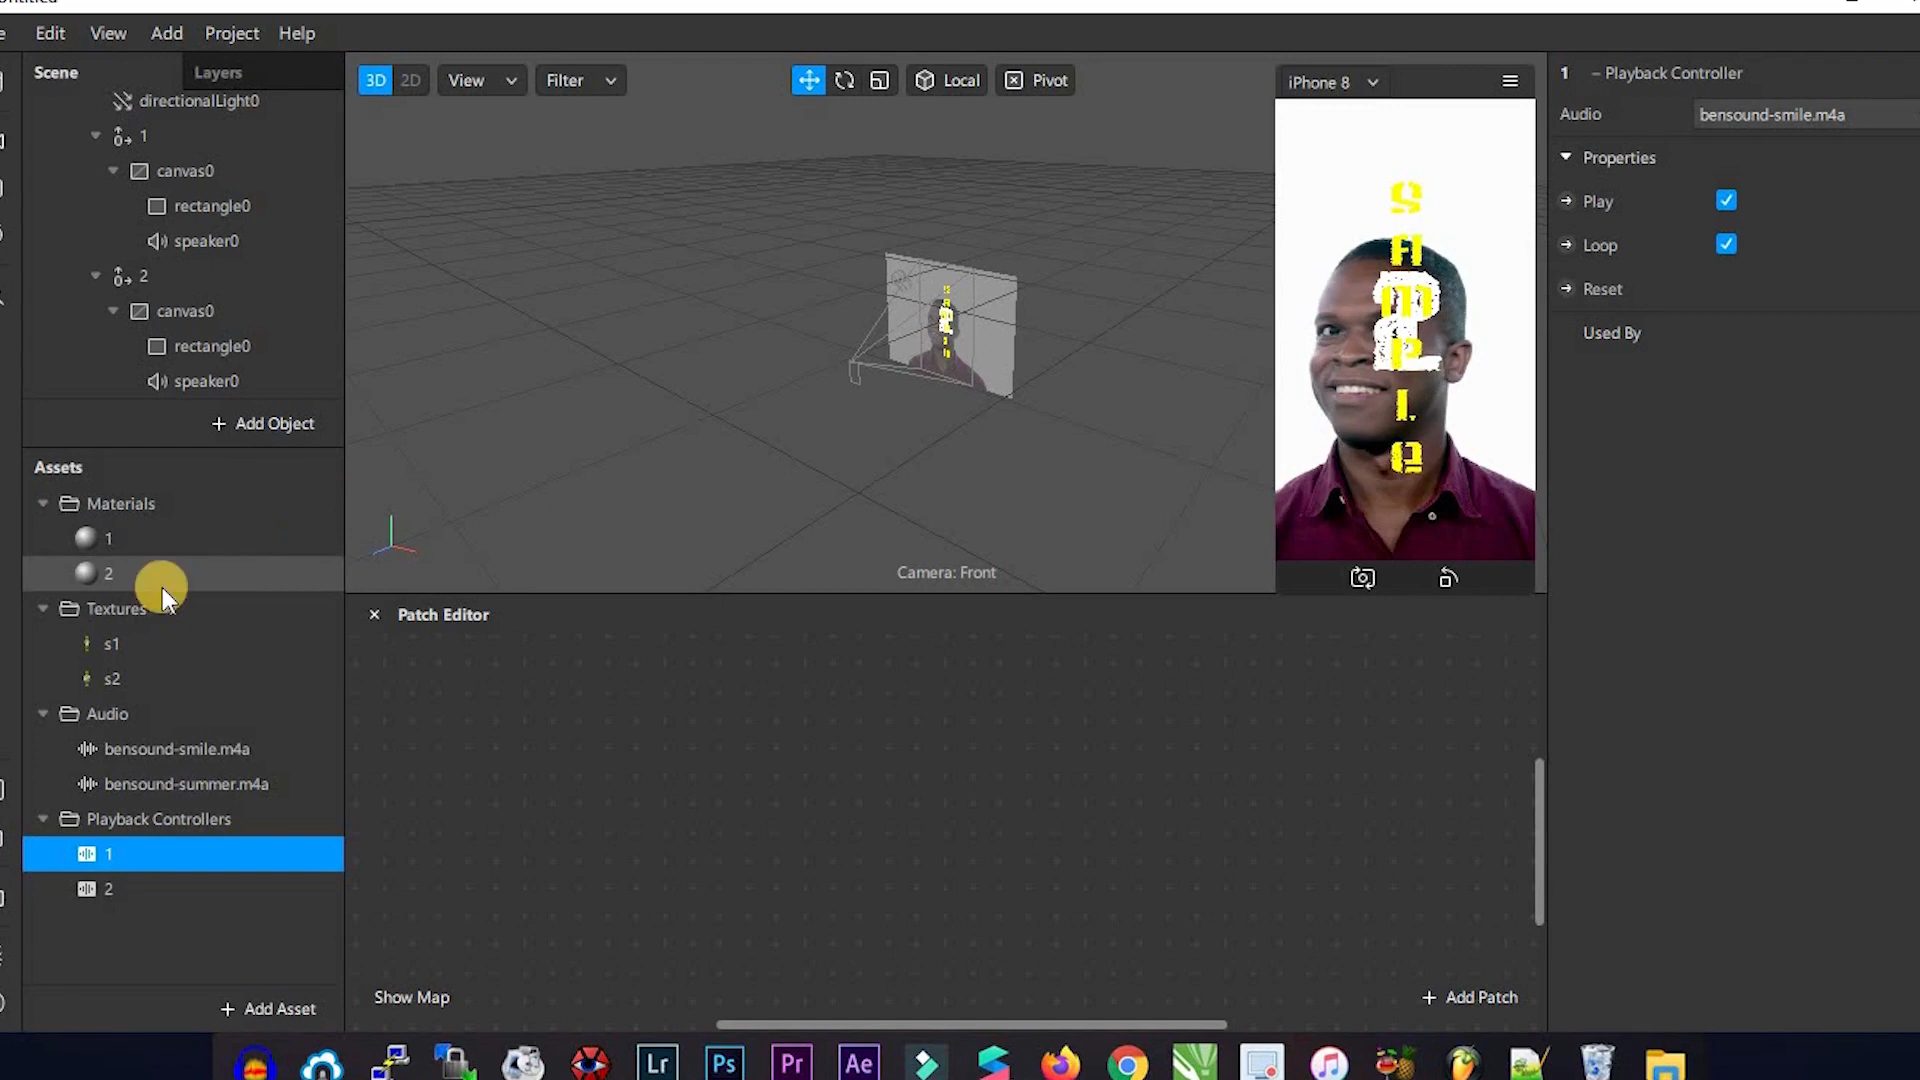 Edit View Add Project Help
Scene Layers
directionalLight0
1
canvas0
rectangle0
speaker0
2
canvas0
rectangle0
speaker0
+ Add Object
Assets
Materials
1
2
Textures
s1
s2
Audio
bensound-smile.m4a
bensound-summer.m4a
Playback Controllers
1
2
+ Add Asset
3D 2D View Filter Local Pivot
Camera: Front
iPhone 8
S
A
M
P
L
e
2
Patch Editor
Show Map
+ Add Patch
1 – Playback Controller
Audio bensound-smile.m4a
Properties
Play
Loop
Reset
Used By
Lr Ps Pr Ae